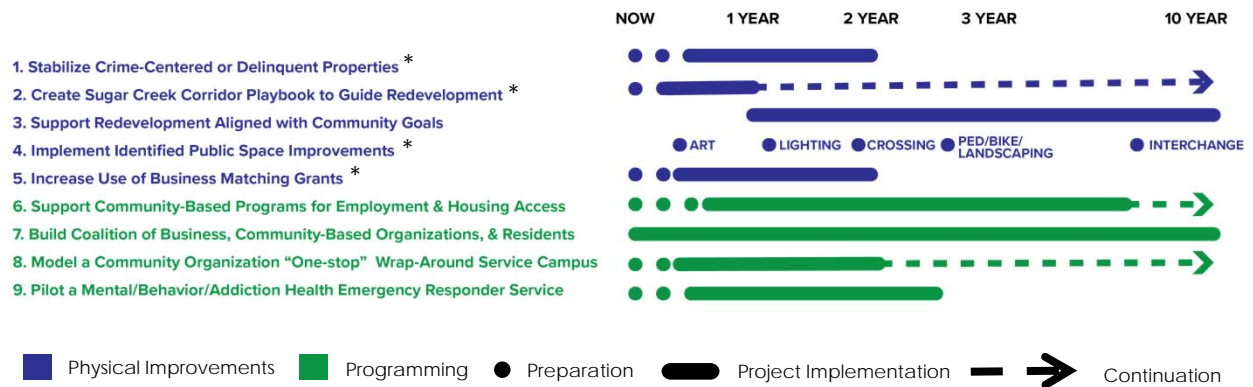 NOW 1 YEAR 2 YEAR 3 YEAR 10 YEAR
1. Stabilize Crime-Centered or Delinquent Properties *
2. Create Sugar Creek Corridor Playbook to Guide Redevelopment *
3. Support Redevelopment Aligned with Community Goals
4. Implement Identified Public Space Improvements *
ART LIGHTING CROSSING PED/BIKE/
LANDSCAPING INTERCHANGE
5. Increase Use of Business Matching Grants *
6. Support Community-Based Programs for Employment & Housing Access
7. Build Coalition of Business, Community-Based Organizations, & Residents
8. Model a Community Organization “One-stop” Wrap-Around Service Campus
9. Pilot a Mental/Behavior/Addiction Health Emergency Responder Service
Physical Improvements Programming Preparation Project Implementation Continuation